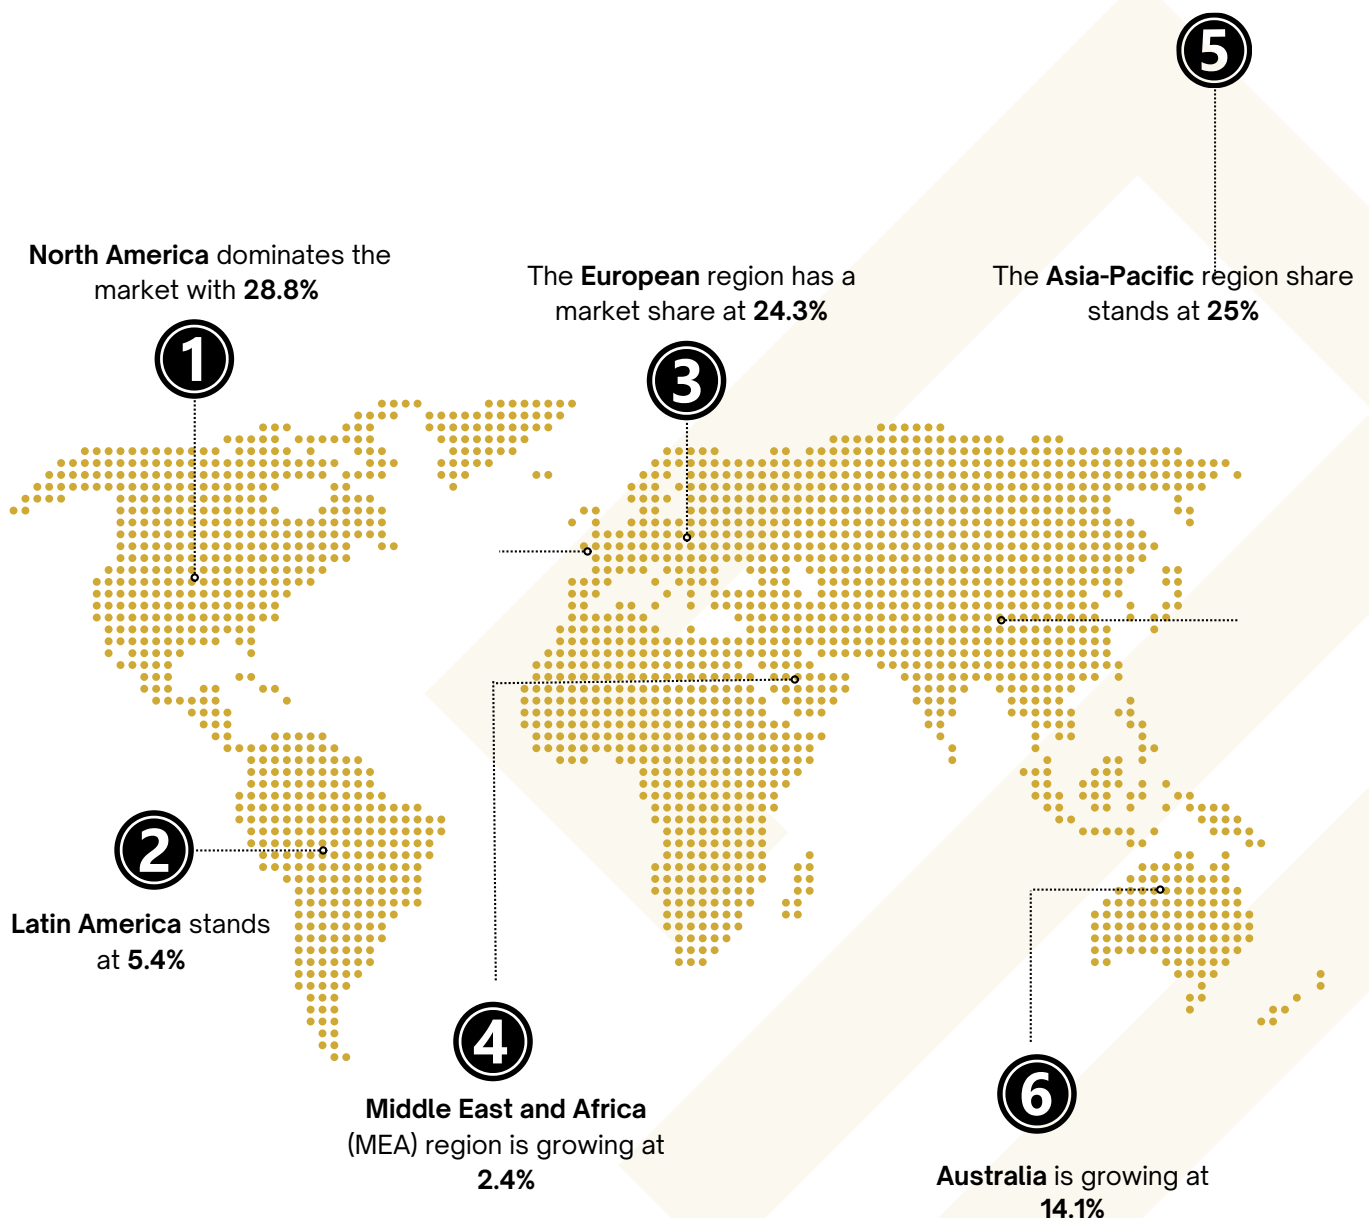 5
North America dominates the
market with 28.8%
The European region has a
market share at 24.3%
The Asia-Pacific region share
stands at 25%
1
3
2
Latin America stands
at 5.4%
4
Middle East and Africa
(MEA) region is growing at
2.4%
6
Australia is growing at
14.1%